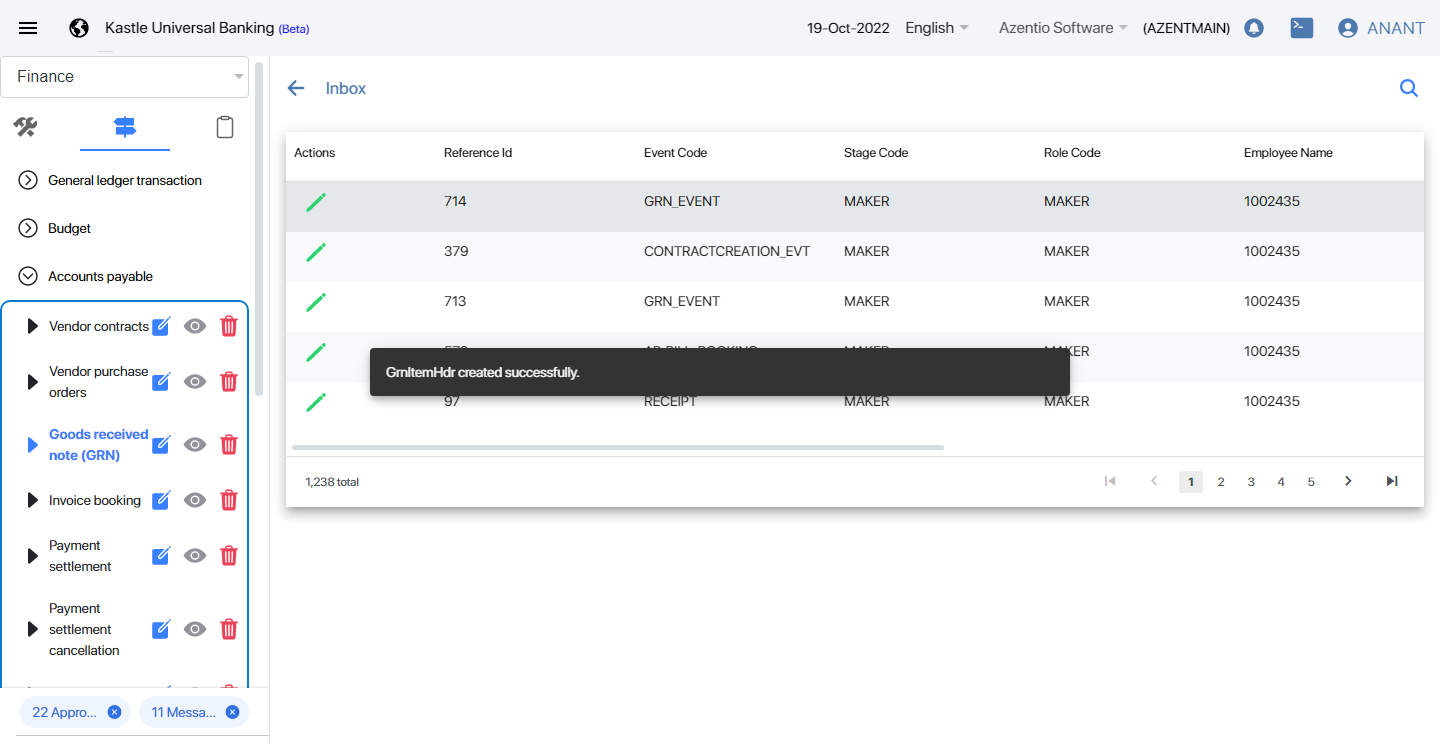 Kastle Universal Banking (Beta)
19-Oct-2022 English Azentio Software (AZENTMAIN) ANANT
Finance
General ledger transaction
Budget
Accounts payable
Vendor contracts
Vendor purchase
orders
Goods received
note (GRN)
Invoice booking
Payment
settlement
Payment
settlement
cancellation
22 Appro... 11 Messa...
Inbox
Actions Reference Id Event Code Stage Code Role Code Employee Name
714 GRN_EVENT MAKER MAKER 1002435
379 CONTRACTCREATION_EVT MAKER MAKER 1002435
713 GRN_EVENT MAKER MAKER 1002435
1002435
GrnItemHdr created successfully.
97 RECEIPT MAKER MAKER 1002435
1,238 total 1 2 3 4 5